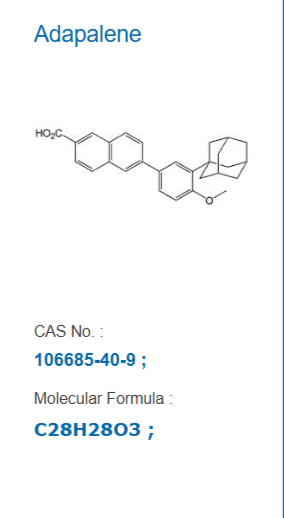 Adapalene
HO2C
O
CAS No. :
106685-40-9 ;
Molecular Formula :
C28H28O3 ;